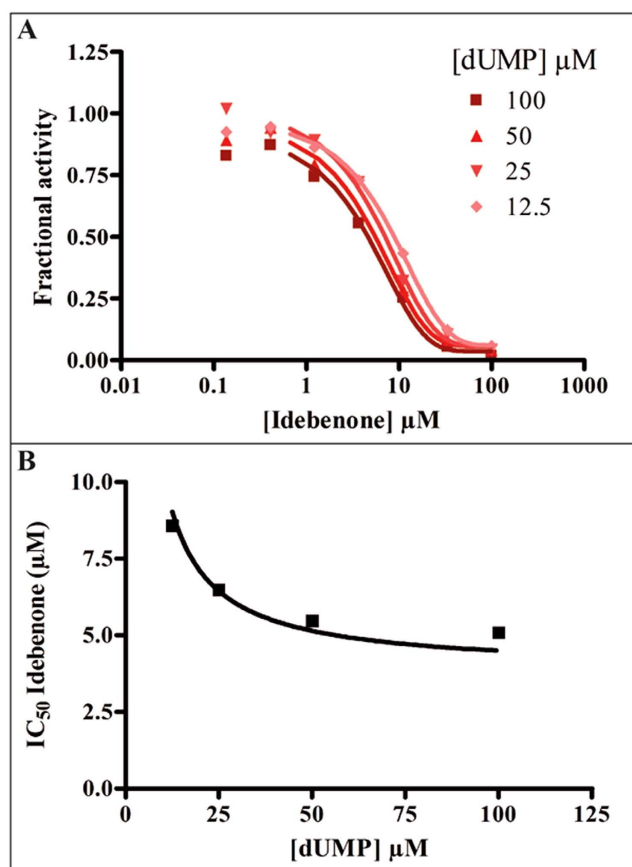 A
1.25
1.00
0.75
0.50
0.25
0.00
Fractional activity
[dUMP] µM
100
50
25
12.5
0.01 0.1 1 10 100 1000
[Idebenone] µM
B
10.0
7.5
5.0
2.5
0.0
IC50 Idebenone (µM)
0 25 50 75 100 125
[dUMP] µM